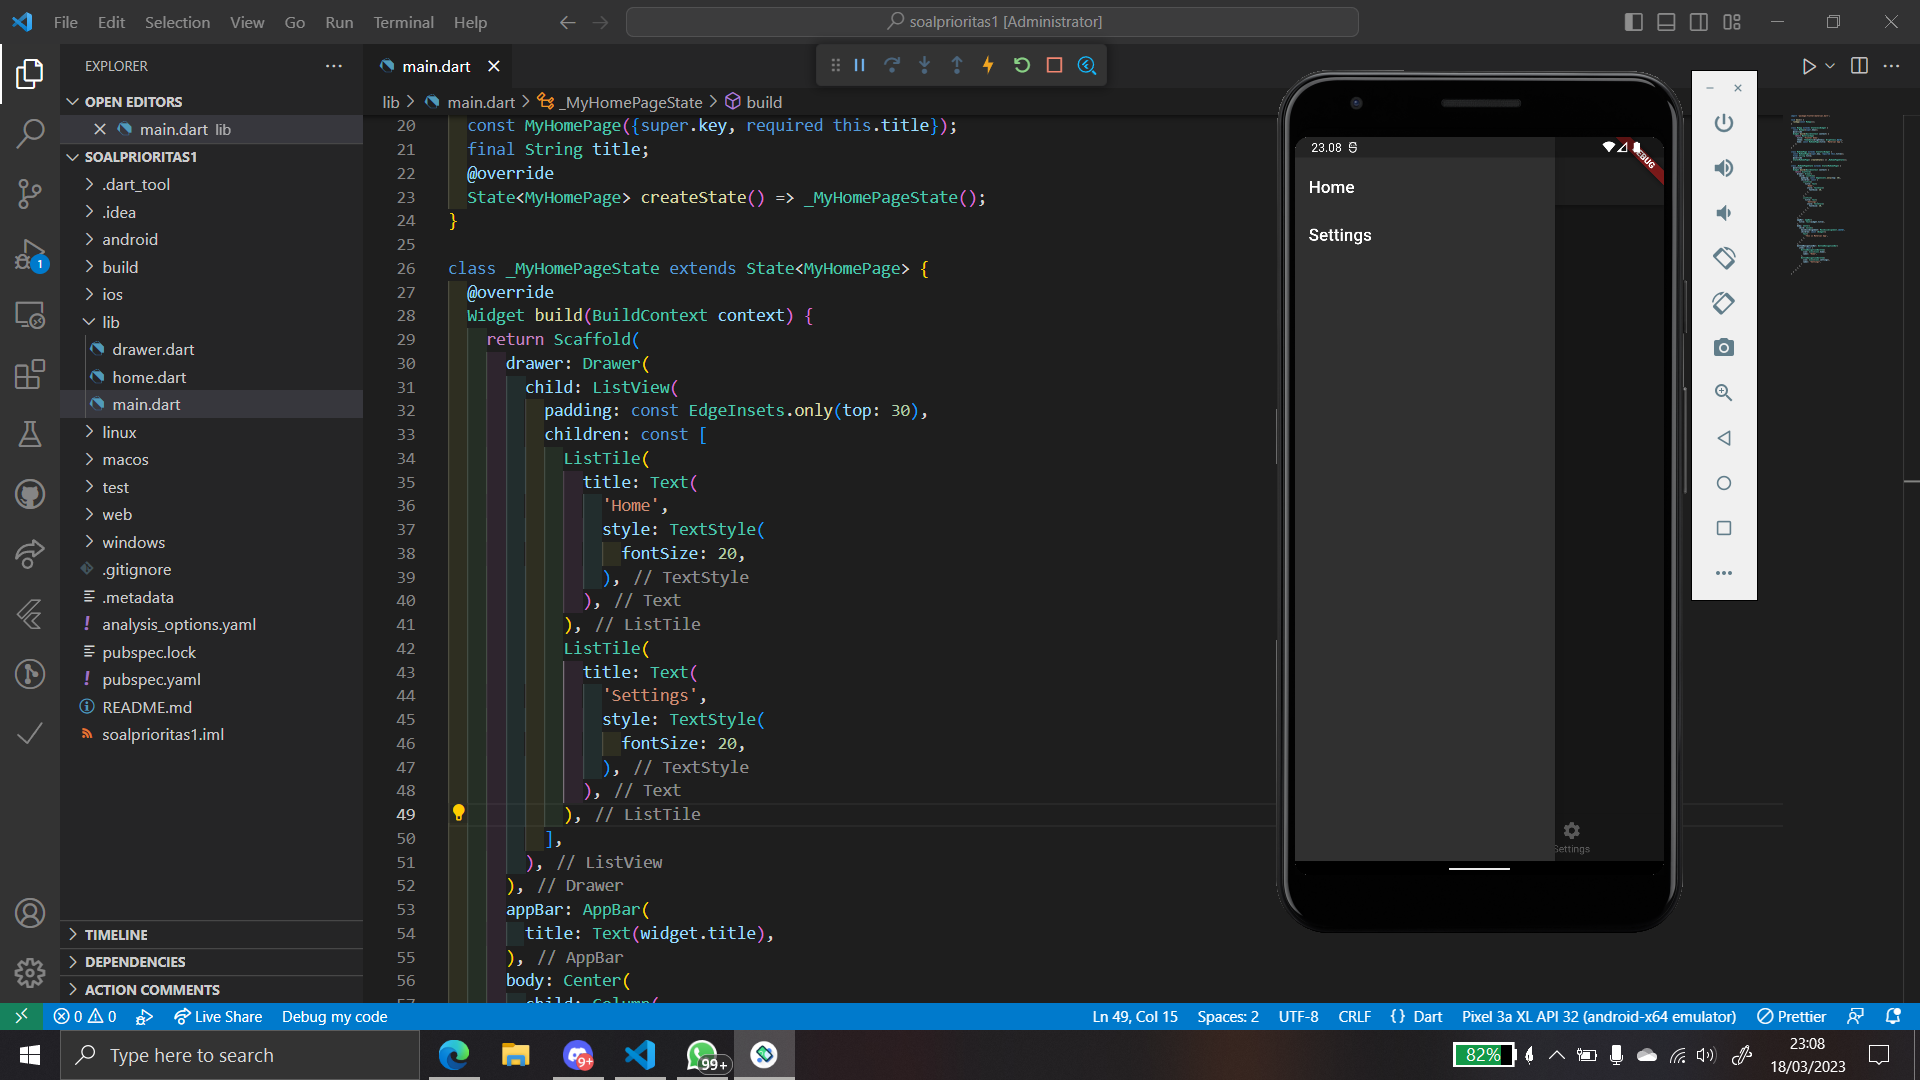 File Edit Selection View Go Run Terminal Help
soalprioritas1 [Administrator]
EXPLORER
OPEN EDITORS
main.dart lib
SOALPRIORITAS1
.dart_tool
.idea
android
build
ios
lib
drawer.dart
home.dart
main.dart
linux
macos
test
web
windows
.gitignore
.metadata
analysis_options.yaml
pubspec.lock
pubspec.yaml
README.md
soalprioritas1.iml
TIMELINE
DEPENDENCIES
ACTION COMMENTS
1
main.dart
lib > main.dart > _MyHomePageState > build
20 const MyHomePage({super.key, required this.title});
21 final String title;
22 @override
23 State<MyHomePage> createState() => _MyHomePageState();
24 }
25
26 class _MyHomePageState extends State<MyHomePage> {
27 @override
28 Widget build(BuildContext context) {
29 return Scaffold(
30 drawer: Drawer(
31 child: ListView(
32 padding: const EdgeInsets.only(top: 30),
33 children: const [
34 ListTile(
35 title: Text(
36 'Home',
37 style: TextStyle(
38 fontSize: 20,
39 ), // TextStyle
40 ), // Text
41 ), // ListTile
42 ListTile(
43 title: Text(
44 'Settings',
45 style: TextStyle(
46 fontSize: 20,
47 ), // TextStyle
48 ), // Text
49 ), // ListTile
50 ],
51 ), // ListView
52 ), // Drawer
53 appBar: AppBar(
54 title: Text(widget.title),
55 ), // AppBar
56 body: Center(
57 child: Column(
23.08
Home
Settings
Settings
0 0 Live Share Debug my code
Ln 49, Col 15 Spaces: 2 UTF-8 CRLF {} Dart Pixel 3a XL API 32 (android-x64 emulator) Prettier
Type here to search
9+
99+
82%
23:08
18/03/2023